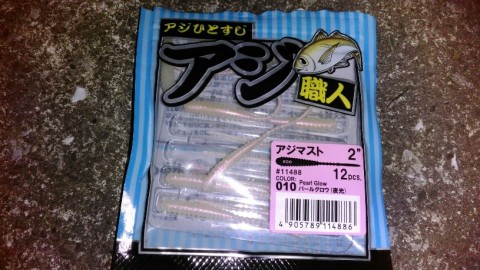 アジひとすじ
アジ
職人
アジマスト 2"
#11488
COLOR:
010 Pearl Glow
パールグロウ(夜光)
12pcs.
4 905789 114886